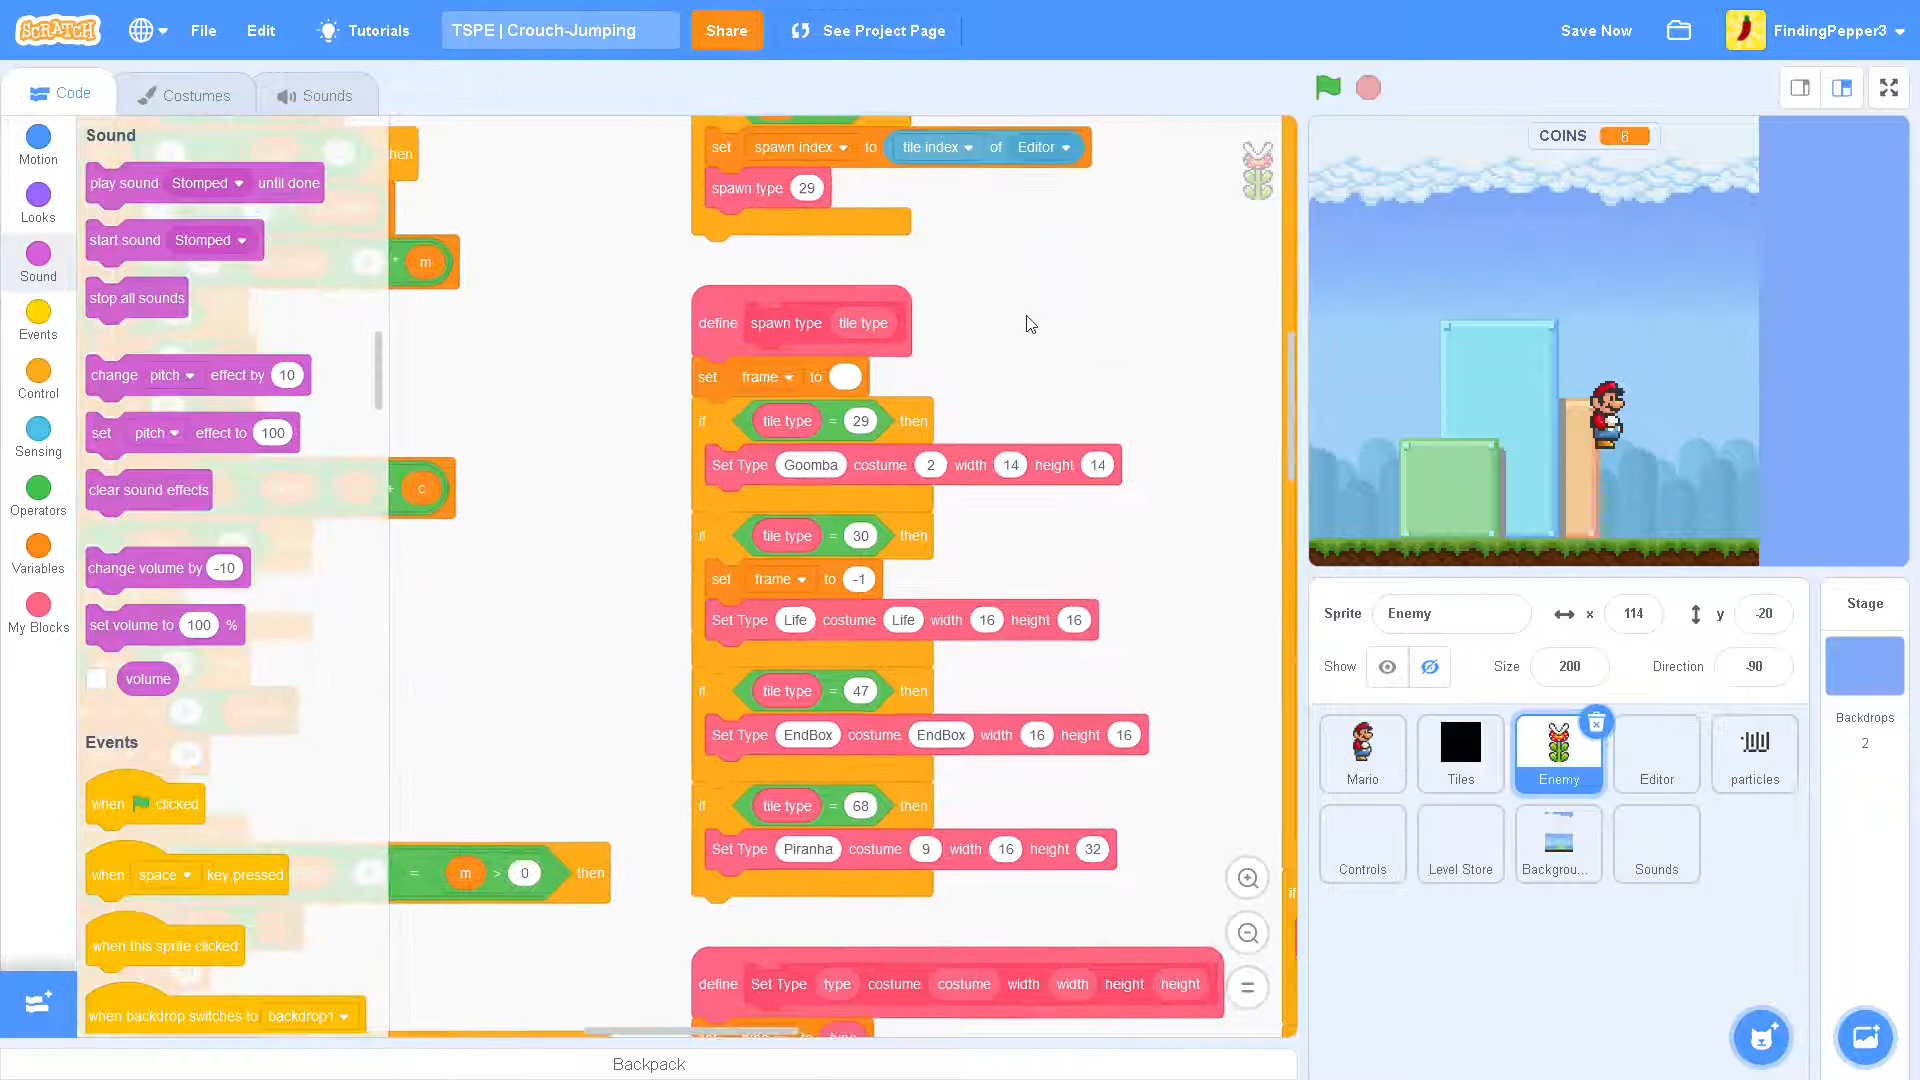 SCRATCH File Edit Tutorials TSPE | Crouch-Jumping Share See Project Page Save Now FindingPepper3
Code Costumes Sounds
Motion
Looks
Sound
Events
Control
Sensing
Operators
Variables
My Blocks
Sound
play sound Stomped until done
start sound Stomped
stop all sounds
change pitch effect by 10
set pitch effect to 100
clear sound effects
change volume by -10
set volume to 100 %
volume
Events
when clicked
when space key pressed
when this sprite clicked
when backdrop switches to backdrop1
then
* m
+ c
= m > 0 then
set spawn index to tile index of Editor
spawn type 29
define spawn type tile type
set frame to
if tile type = 29 then
Set Type Goomba costume 2 width 14 height 14
if tile type = 30 then
set frame to -1
Set Type Life costume Life width 16 height 16
if tile type = 47 then
Set Type EndBox costume EndBox width 16 height 16
if tile type = 68 then
Set Type Piranha costume 9 width 16 height 32
define Set Type type costume costume width width height height
if
Backpack
COINS 6
Sprite Enemy x 114 y -20
Show Size 200 Direction -90
Mario
Tiles
Enemy
Editor
particles
Controls
Level Store
Backgrou...
Sounds
Stage
Backdrops
2